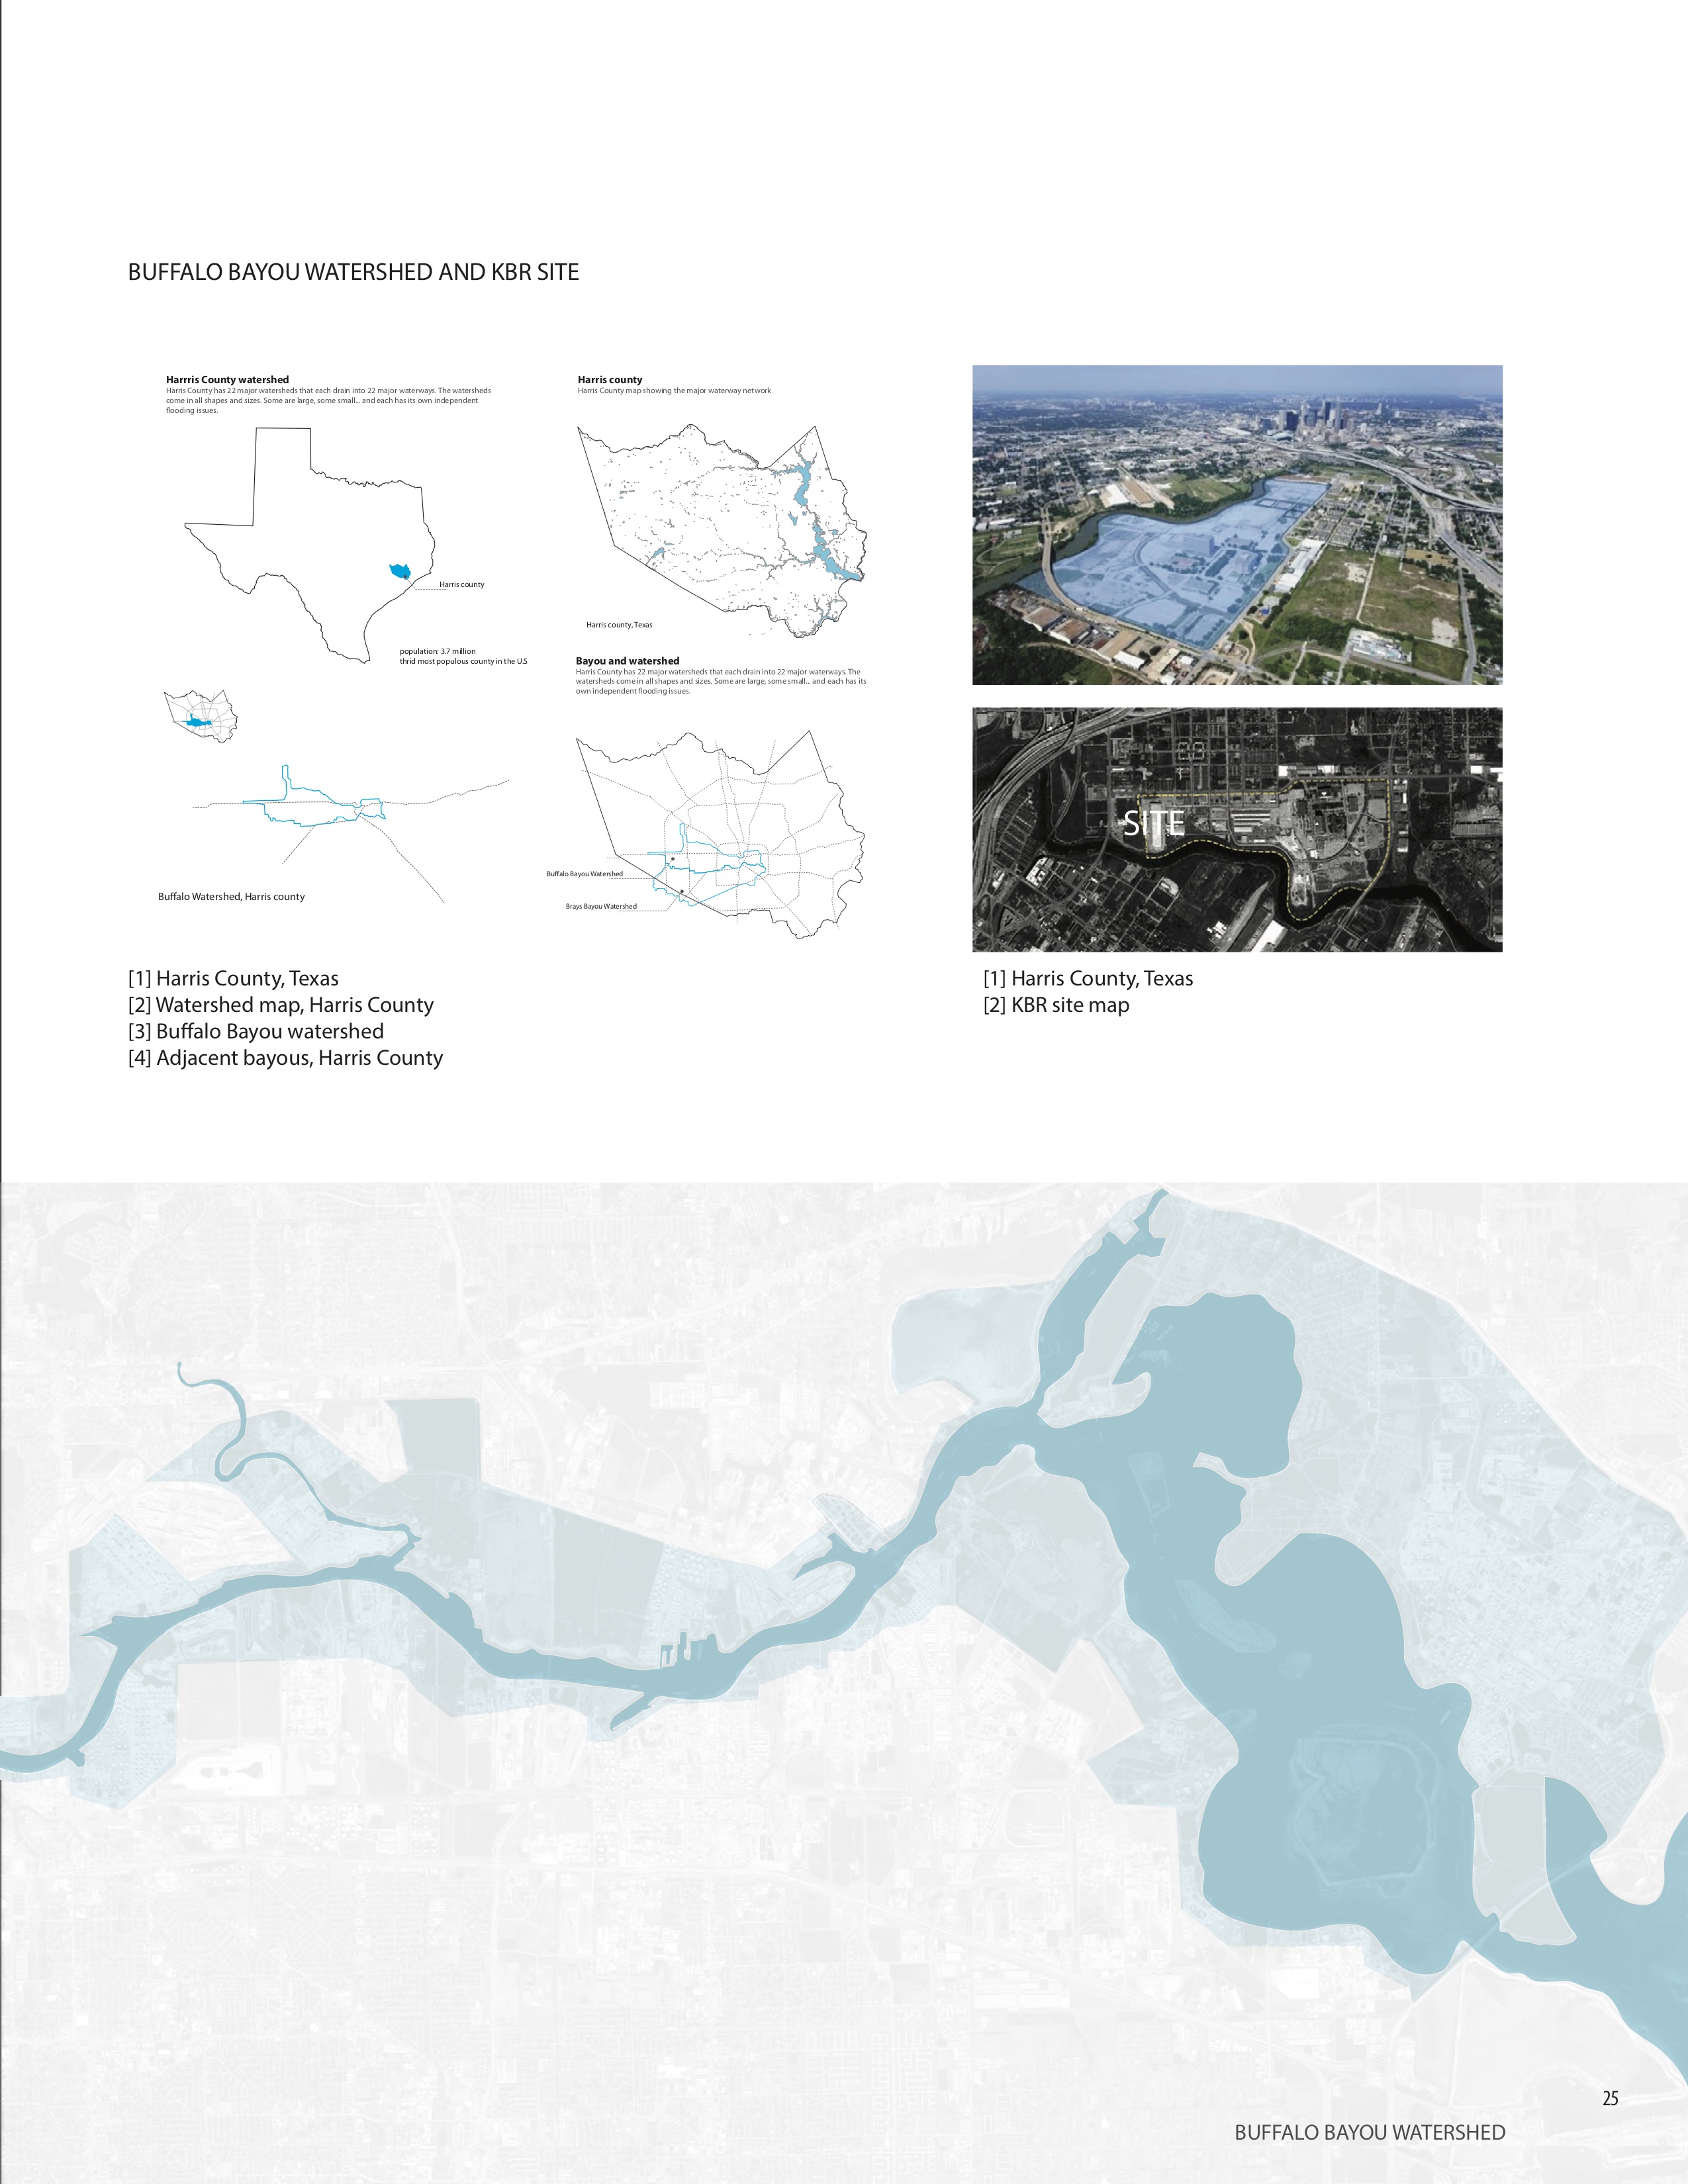 BUFFALO BAYOU WATERSHED AND KBR SITE
Harrris County watershed
Harris County has 22 major watersheds that each drain into 22 major waterways. The watersheds
come in all shapes and sizes. Some are large, some small... and each has its own independent
flooding issues.
Harris county
population: 3.7 million
thrid most populous county in the U.S
Buffalo Watershed, Harris county
Harris county
Harris County map showing the major waterway network
Harris county, Texas
Bayou and watershed
Harris County has 22 major watersheds that each drain into 22 major waterways. The
watersheds come in all shapes and sizes. Some are large, some small... and each has its
own independent flooding issues.
Buffalo Bayou Watershed
Brays Bayou Watershed
SITE
[1] Harris County, Texas
[2] Watershed map, Harris County
[3] Buffalo Bayou watershed
[4] Adjacent bayous, Harris County
[1] Harris County, Texas
[2] KBR site map
25
BUFFALO BAYOU WATERSHED